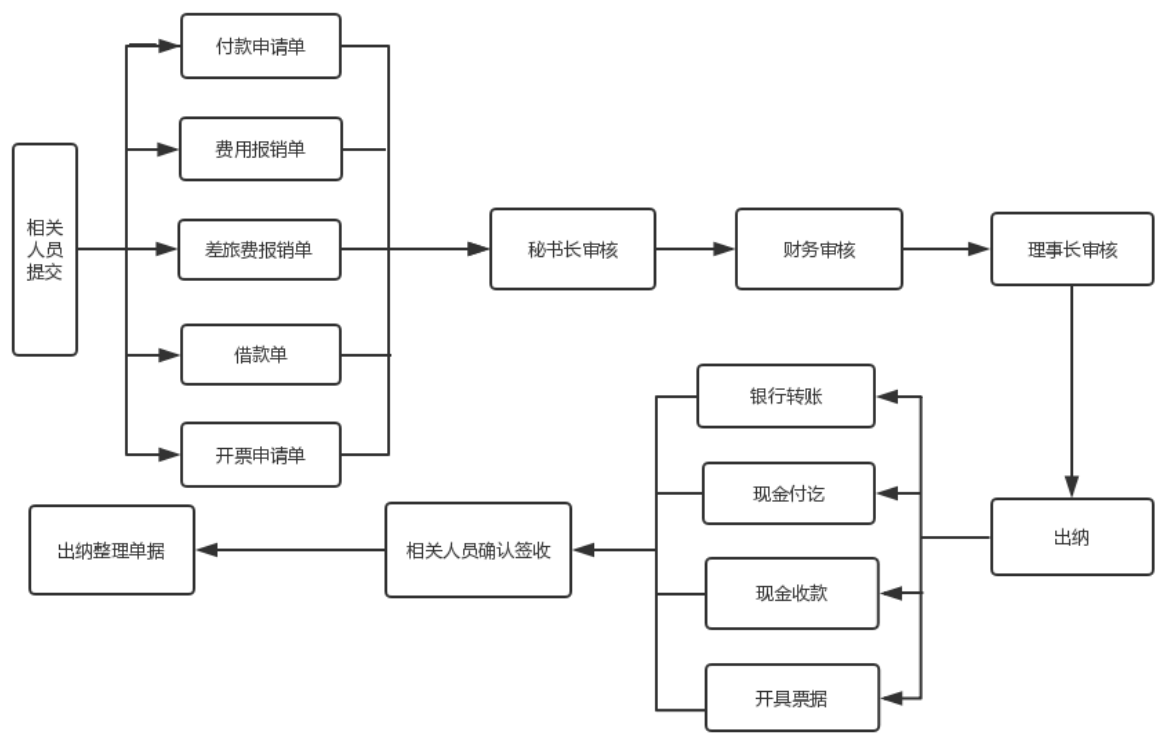 付款申请单
费用报销单
相关
人员
提交
差旅费报销单
秘书长审核
财务审核
理事长审核
借款单
银行转账
开票申请单
现金付讫
出纳整理单据
相关人员确认签收
出纳
现金收款
开具票据